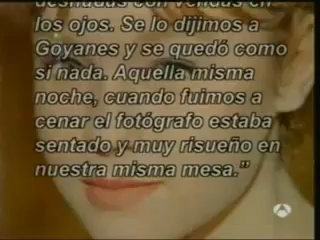 desnudas con vendas en
los ojos. Se lo dijimos a
Goyanes y se quedó como
si nada. Aquella misma
noche, cuando fuimos a
cenar el fotógrafo estaba
sentado y muy risueño en
nuestra misma mesa.”